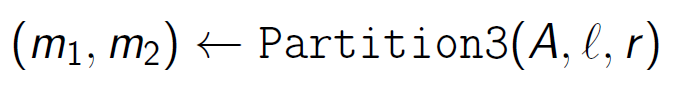 (m₁, m₂) ← Partition3(A, ℓ, r)